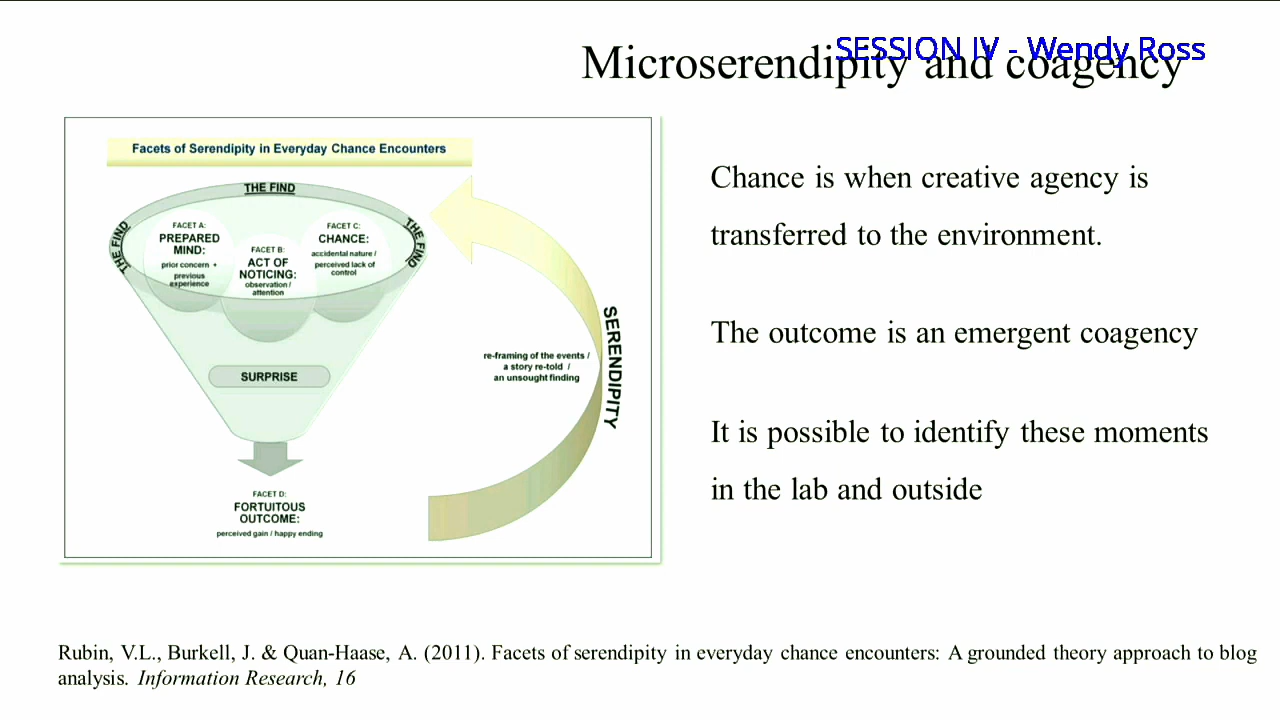 SESSION IV - Wendy Ross
Microserendipity and coagency
Facets of Serendipity in Everyday Chance Encounters
THE FIND
THE FIND
THE FIND
FACET A:
PREPARED
MIND:
prior concern +
previous
experience
FACET B:
ACT OF
NOTICING:
observation /
attention
FACET C:
CHANCE:
accidental nature /
perceived lack of
control
SURPRISE
FACET D:
FORTUITOUS
OUTCOME:
perceived gain / happy ending
re-framing of the events /
a story re-told /
an unsought finding
SERENDIPITY
Chance is when creative agency is
transferred to the environment.
The outcome is an emergent coagency
It is possible to identify these moments
in the lab and outside
Rubin, V.L., Burkell, J. & Quan-Haase, A. (2011). Facets of serendipity in everyday chance encounters: A grounded theory approach to blog
analysis. Information Research, 16